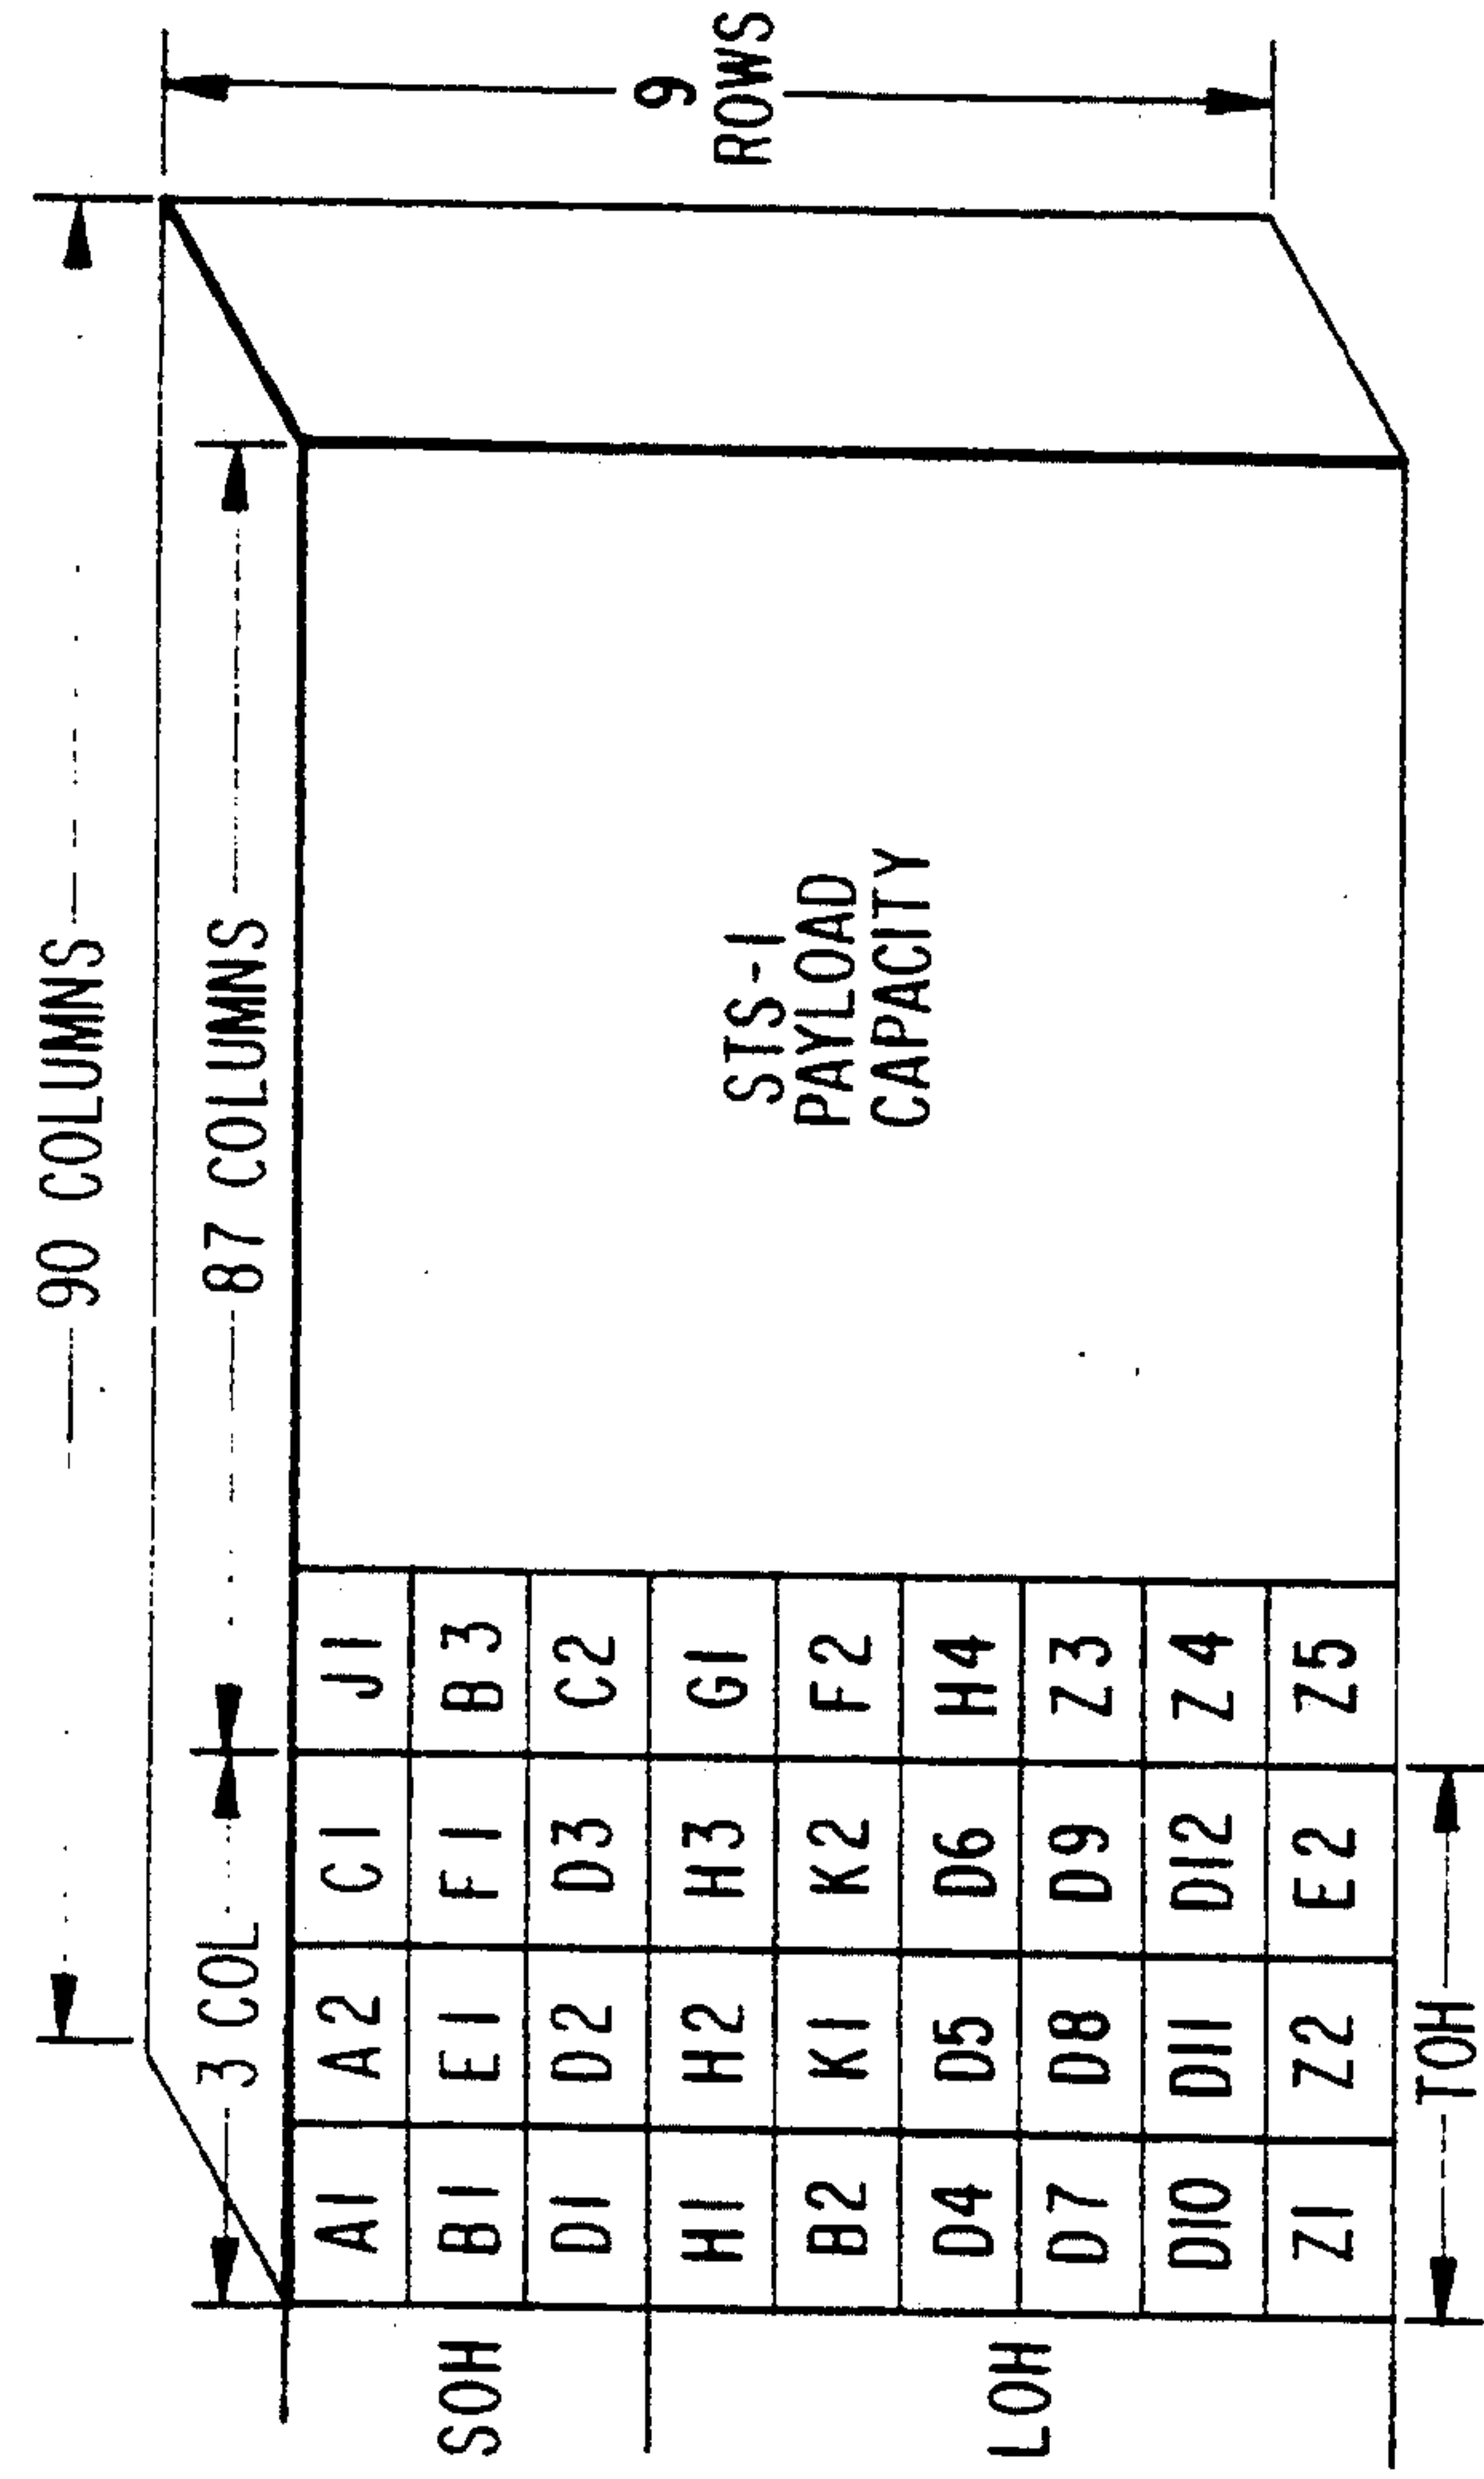 90 COLUMNS
3 COL
87 COLUMNS
9
ROWS
SOH
LOH
A1 A2 C1 J1
B1 E1 F1 B3
D1 D2 D3 C2
H1 H2 H3 G1
B2 K1 K2 F2
D4 D5 D6 H4
D7 D8 D9 Z3
D10 D11 D12 Z4
Z1 Z2 E2 Z5
STS-1
PAYLOAD
CAPACITY
TOH